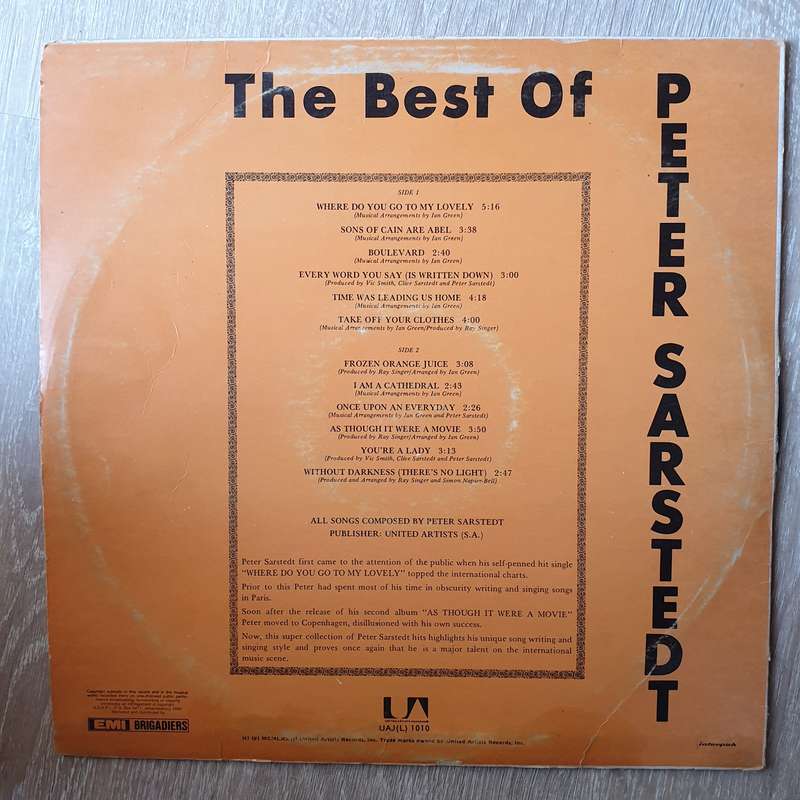 The Best Of
PETER SARSTEDT
SIDE 1
WHERE DO YOU GO TO MY LOVELY 5:16
(Musical Arrangements by Ian Green)
SONS OF CAIN ARE ABEL 3:38
(Musical Arrangements by Ian Green)
BOULEVARD 2:40
(Musical Arrangements by Ian Green)
EVERY WORD YOU SAY (IS WRITTEN DOWN) 3:00
(Produced by Vic Smith, Clive Sarstedt and Peter Sarstedt)
TIME WAS LEADING US HOME 4:18
(Musical Arrangements by Ian Green)
TAKE OFF YOUR CLOTHES 4:00
(Musical Arrangements by Ian Green/Produced by Ray Singer)
SIDE 2
FROZEN ORANGE JUICE 3:08
(Produced by Ray Singer/Arranged by Ian Green)
I AM A CATHEDRAL 2:43
(Musical Arrangements by Ian Green)
ONCE UPON AN EVERYDAY 2:26
(Musical Arrangements by Ian Green and Peter Sarstedt)
AS THOUGH IT WERE A MOVIE 3:50
(Produced by Ray Singer/Arranged by Ian Green)
YOU'RE A LADY 3:13
(Produced by Vic Smith, Clive Sarstedt and Peter Sarstedt)
WITHOUT DARKNESS (THERE'S NO LIGHT) 2:47
(Produced and Arranged by Ray Singer and Simon Napier-Bell)
ALL SONGS COMPOSED BY PETER SARSTEDT
PUBLISHER: UNITED ARTISTS (S.A.)
Peter Sarstedt first came to the attention of the public when his self-penned hit single
"WHERE DO YOU GO TO MY LOVELY" topped the international charts.
Prior to this Peter had spent most of his time in obscurity writing and singing songs
in Paris.
Soon after the release of his second album "AS THOUGH IT WERE A MOVIE"
Peter moved to Copenhagen, disillusioned with his own success.
Now, this super collection of Peter Sarstedt hits highlights his unique song writing and
singing style and proves once again that he is a major talent on the international
music scene.
EMI BRIGADIERS
UA
UAJ(L) 1010
United Artists Records, Inc. Trade marks owned by United Artists Records, Inc.
interpak